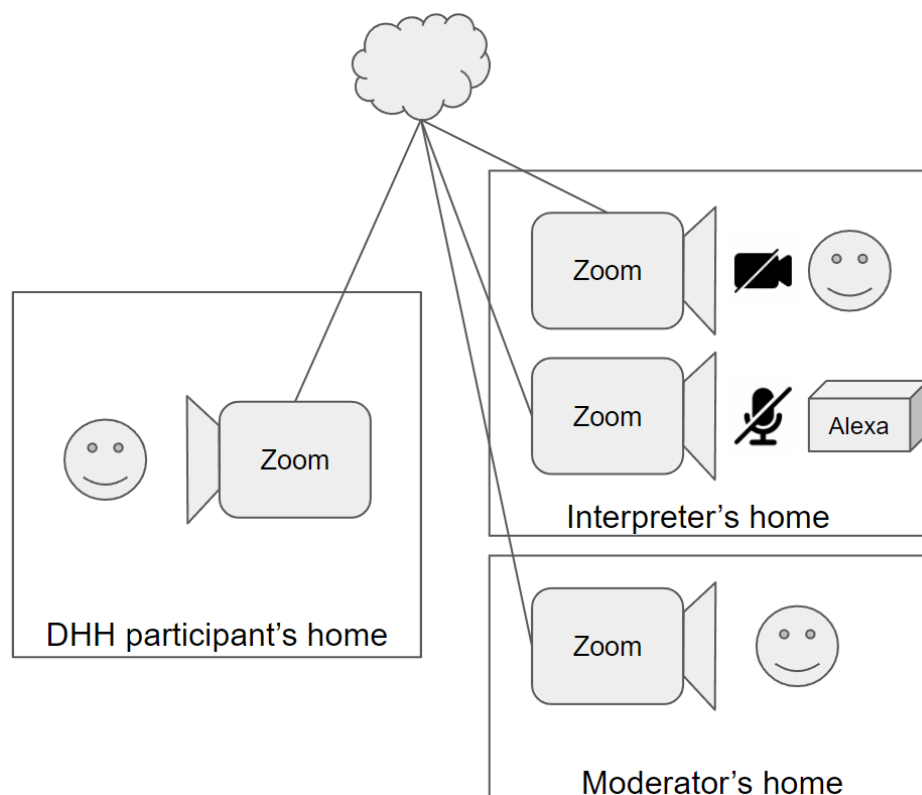 Zoom
Zoom
Alexa
Interpreter's home
Zoom
DHH participant's home
Zoom
Moderator's home